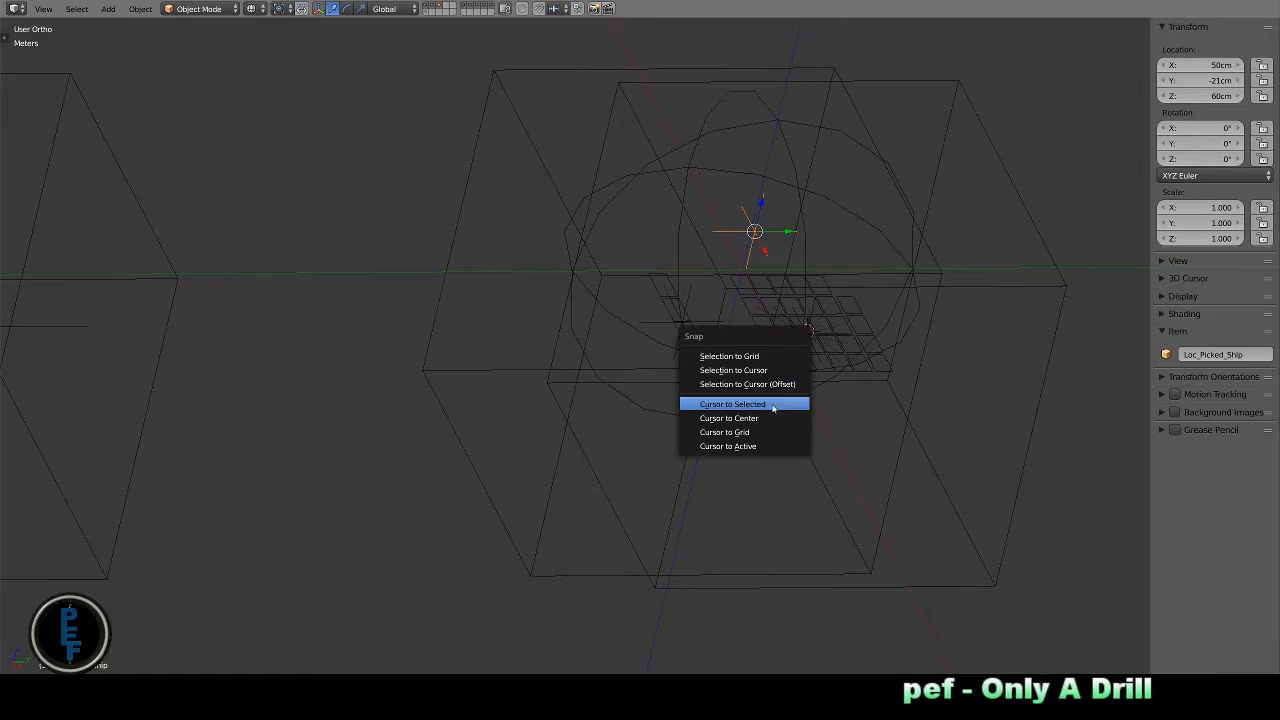 View Select Add Object Object Mode Global
User Ortho
Meters
Transform
Location:
X: 50cm
Y: -21cm
Z: 60cm
Rotation:
X: 0°
Y: 0°
Z: 0°
XYZ Euler
Scale:
X: 1.000
Y: 1.000
Z: 1.000
View
3D Cursor
Display
Shading
Item
Loc_Picked_Ship
Transform Orientations
Motion Tracking
Background Images
Grease Pencil
Snap
Selection to Grid
Selection to Cursor
Selection to Cursor (Offset)
Cursor to Selected
Cursor to Center
Cursor to Grid
Cursor to Active
PEF
pef - Only A Drill